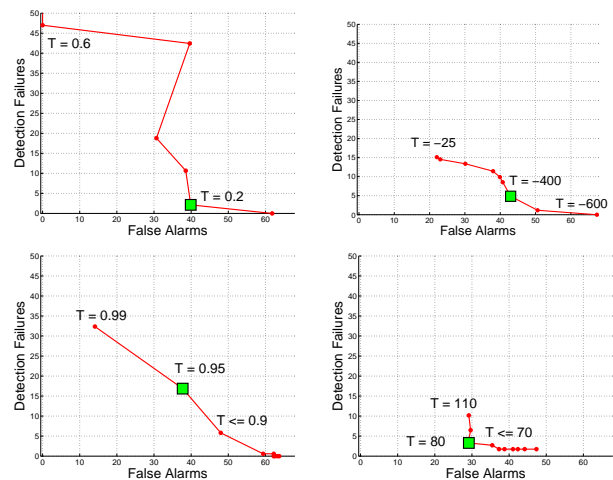 50
45
40
35
30
25
20
15
10
5
0
Detection Failures
T = 0.6
T = 0.2
0 10 20 30 40 50 60
False Alarms
50
45
40
35
30
25
20
15
10
5
0
Detection Failures
T = −25
T = −400
T = −600
0 10 20 30 40 50 60
False Alarms
50
45
40
35
30
25
20
15
10
5
0
Detection Failures
T = 0.99
T = 0.95
T <= 0.9
0 10 20 30 40 50 60
False Alarms
50
45
40
35
30
25
20
15
10
5
0
Detection Failures
T = 110
T <= 70
T = 80
0 10 20 30 40 50 60
False Alarms